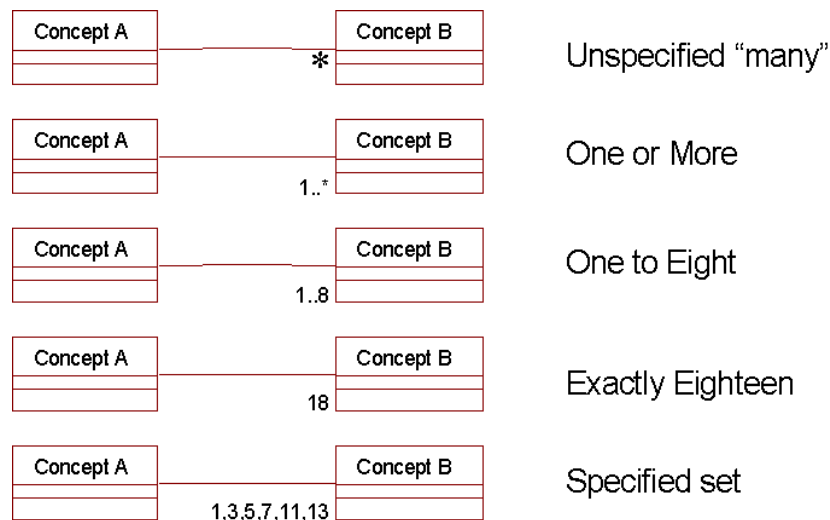 Concept A
Concept B
*
Unspecified “many”
Concept A
Concept B
1..*
One or More
Concept A
Concept B
1..8
One to Eight
Concept A
Concept B
18
Exactly Eighteen
Concept A
Concept B
1,3,5,7,11,13
Specified set